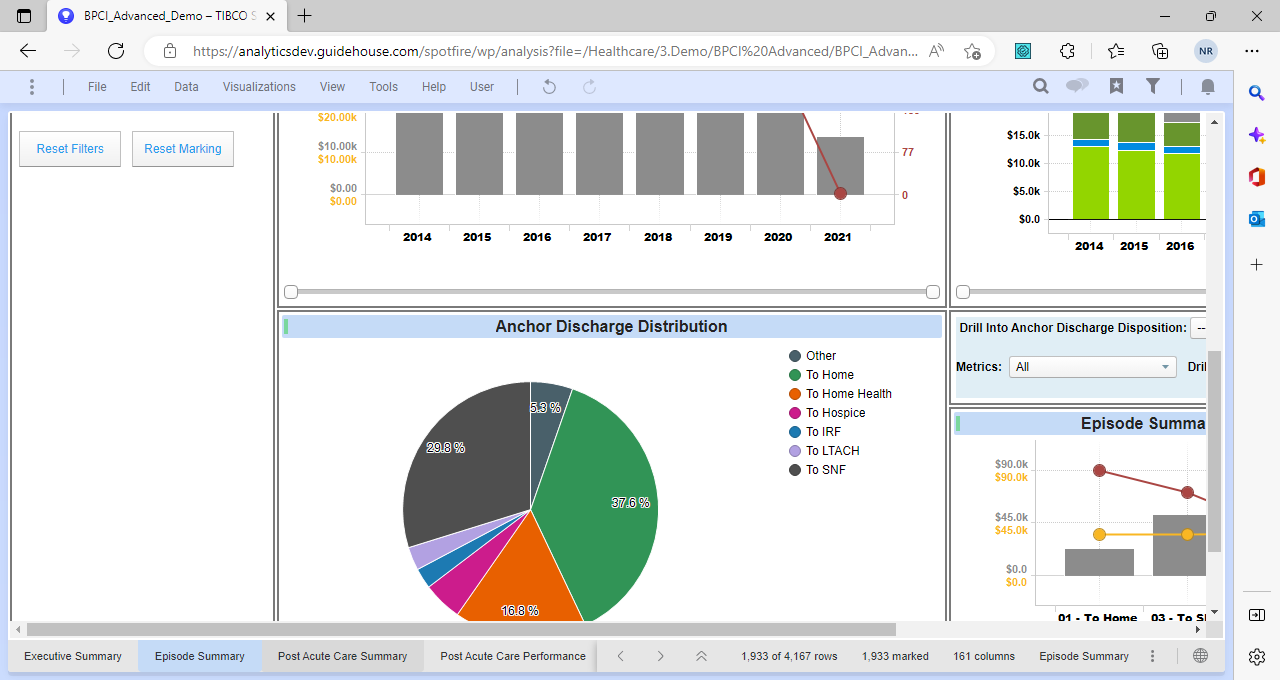 BPCI_Advanced_Demo – TIBCO S
https://analyticsdev.guidehouse.com/spotfire/wp/analysis?file=/Healthcare/3.Demo/BPCI%20Advanced/BPCI_Advan...
NR
File Edit Data Visualizations View Tools Help User
Reset Filters Reset Marking
$20.00k
$10.00k
$10.00k
$0.00
$0.00
77
0
2014 2015 2016 2017 2018 2019 2020 2021
$15.0k
$10.0k
$5.0k
$0.0
2014 2015 2016
Anchor Discharge Distribution
Other
To Home
To Home Health
To Hospice
To IRF
To LTACH
To SNF
5.3 %
37.6 %
16.8 %
29.8 %
Drill Into Anchor Discharge Disposition: --
Metrics: All Dril
Episode Summa
$90.0k
$90.0k
$45.0k
$45.0k
$0.0
$0.0
01 - To Home 03 - To S
Executive Summary Episode Summary Post Acute Care Summary Post Acute Care Performance 1,933 of 4,167 rows 1,933 marked 161 columns Episode Summary